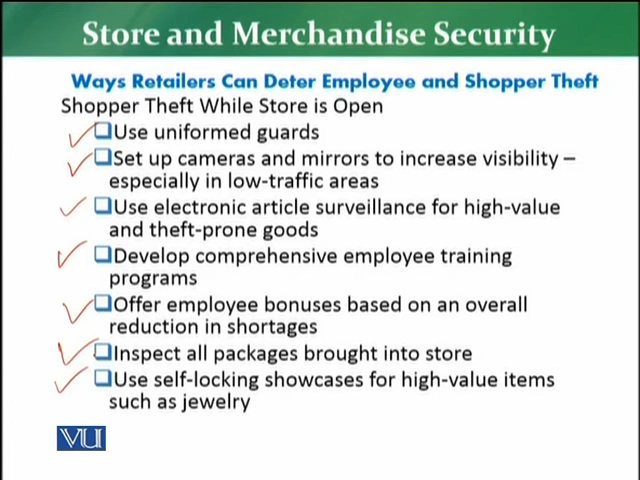 Store and Merchandise Security
Ways Retailers Can Deter Employee and Shopper Theft
Shopper Theft While Store is Open
Use uniformed guards
Set up cameras and mirrors to increase visibility –
especially in low-traffic areas
Use electronic article surveillance for high-value
and theft-prone goods
Develop comprehensive employee training
programs
Offer employee bonuses based on an overall
reduction in shortages
Inspect all packages brought into store
Use self-locking showcases for high-value items
such as jewelry
VU